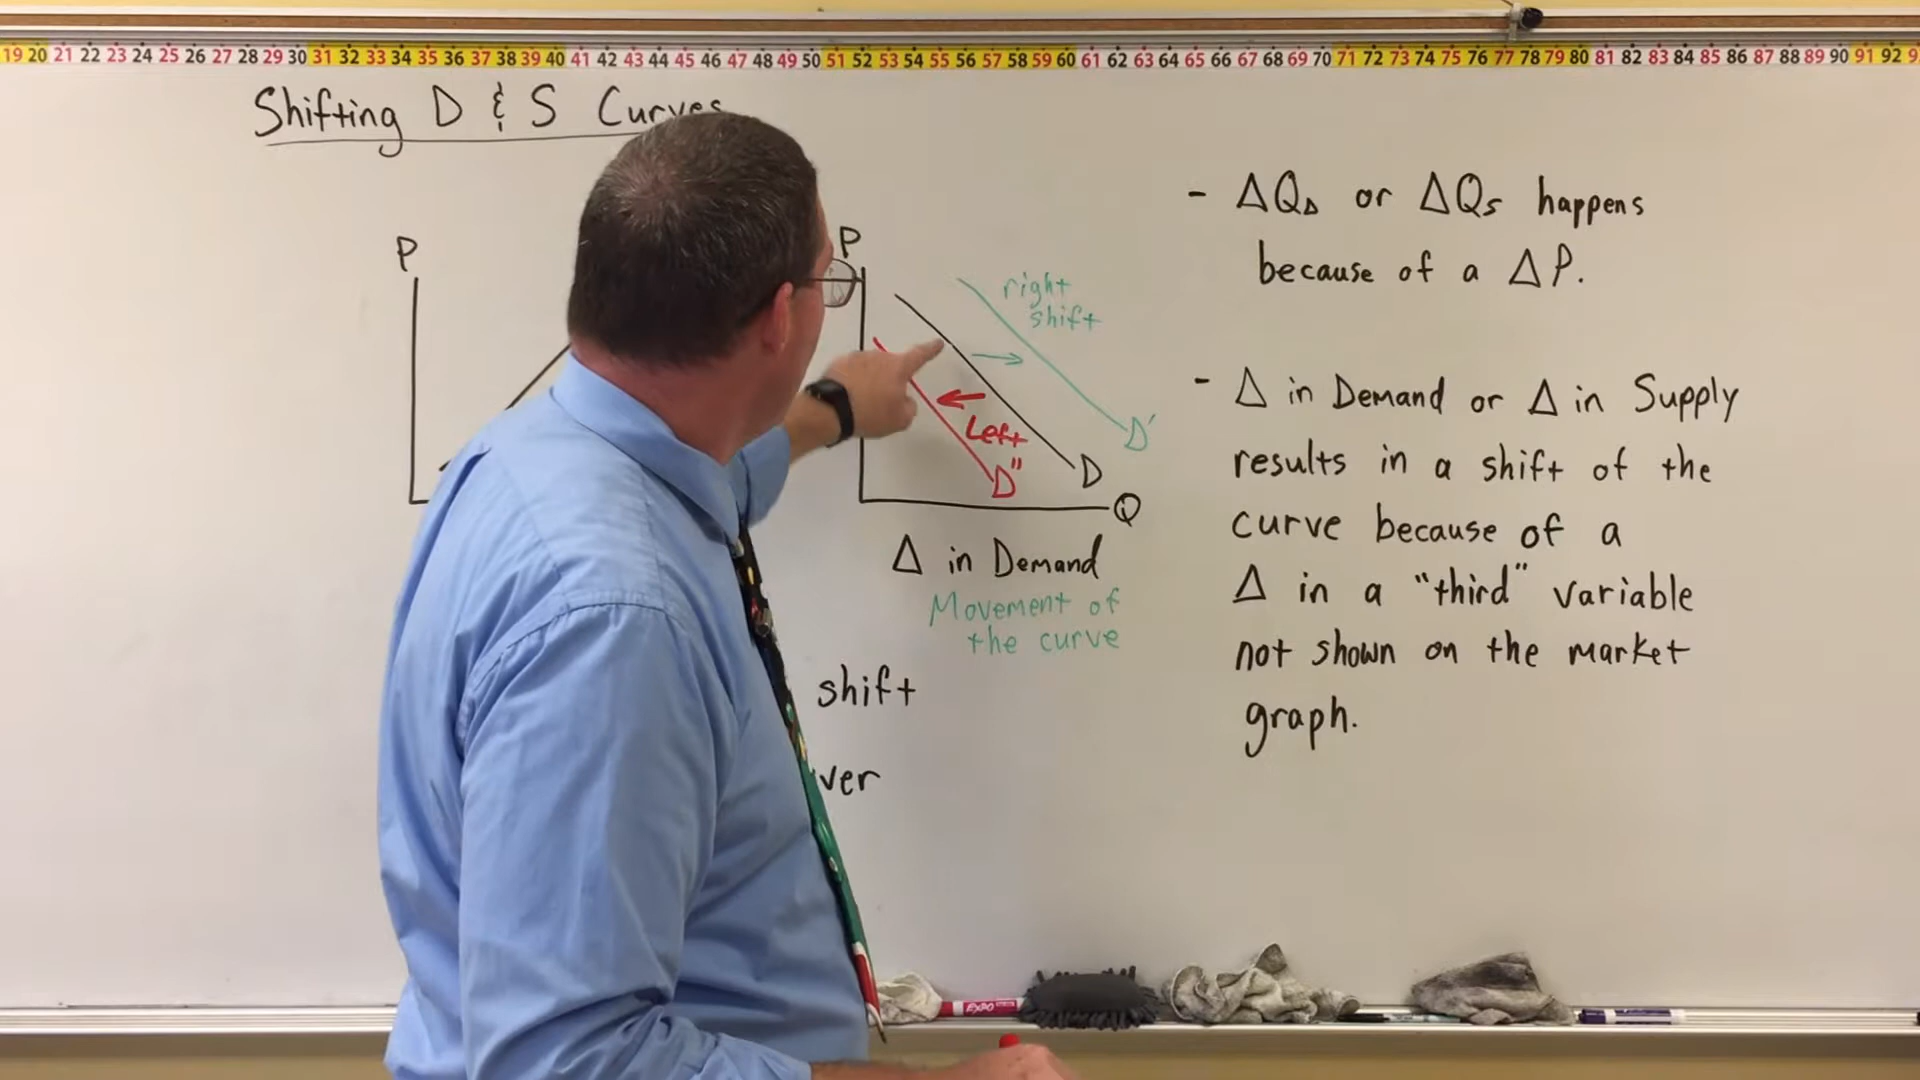 19 20 21 22 23 24 25 26 27 28 29 30 31 32 33 34 35 36 37 38 39 40 41 42 43 44 45 46 47 48 49 50 51 52 53 54 55 56 57 58 59 60 61 62 63 64 65 66 67 68 69 70 71 72 73 74 75 76 77 78 79 80 81 82 83 84 85 86 87 88 89 90 91 92 9
Shifting D & S Curves
P
P
right
shift
Left
D'
D"
D
Q
Δ in Demand
Movement of
the curve
shift
ver
- ΔQD or ΔQs happens
because of a ΔP.
- Δ in Demand or Δ in Supply
results in a shift of the
curve because of a
Δ in a "third" variable
not shown on the market
graph.
EXPO